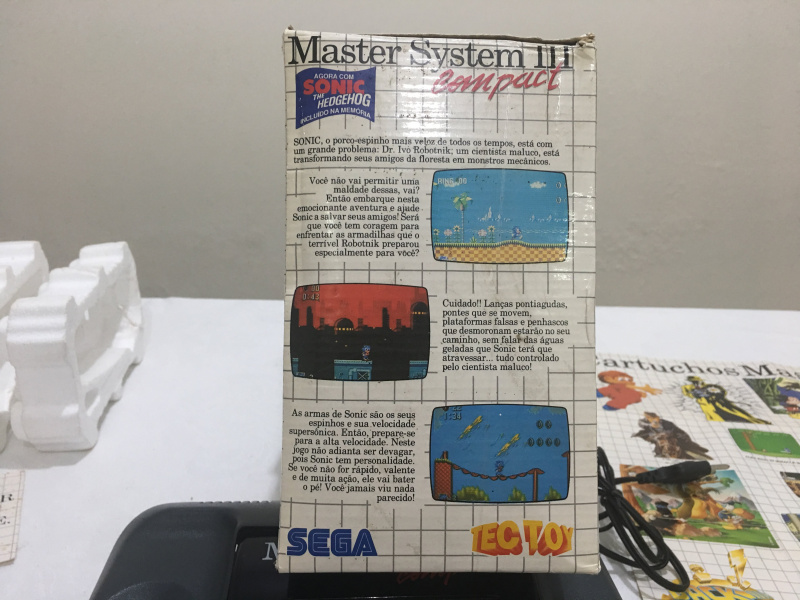 Master System III
Compact
AGORA COM
SONIC
THE
HEDGEHOG
INCLUÍDO NA MEMÓRIA
SONIC, o porco-espinho mais veloz de todos os tempos, está com
um grande problema: Dr. Ivo Robotnik; um cientista maluco, está
transformando seus amigos da floresta em monstros mecânicos.
Você não vai permitir uma
maldade dessas, vai?
Então embarque nesta
emocionante aventura e ajude
Sonic a salvar seus amigos! Será
que você tem coragem para
enfrentar as armadilhas que o
terrível Robotnik preparou
especialmente para você?
Cuidado!! Lanças pontiagudas,
pontes que se movem,
plataformas falsas e penhascos
que desmoronam estarão no seu
caminho, sem falar das águas
geladas que Sonic terá que
atravessar... tudo controlado
pelo cientista maluco!
As armas de Sonic são os seus
espinhos e sua velocidade
supersônica. Então, prepare-se
para a alta velocidade. Neste
jogo não adianta ser devagar,
pois Sonic tem personalidade.
Se você não for rápido, valente
e de muita ação, ele vai bater
o pé! Você jamais viu nada
parecido!
SEGA
TEC TOY
artuchos Mas